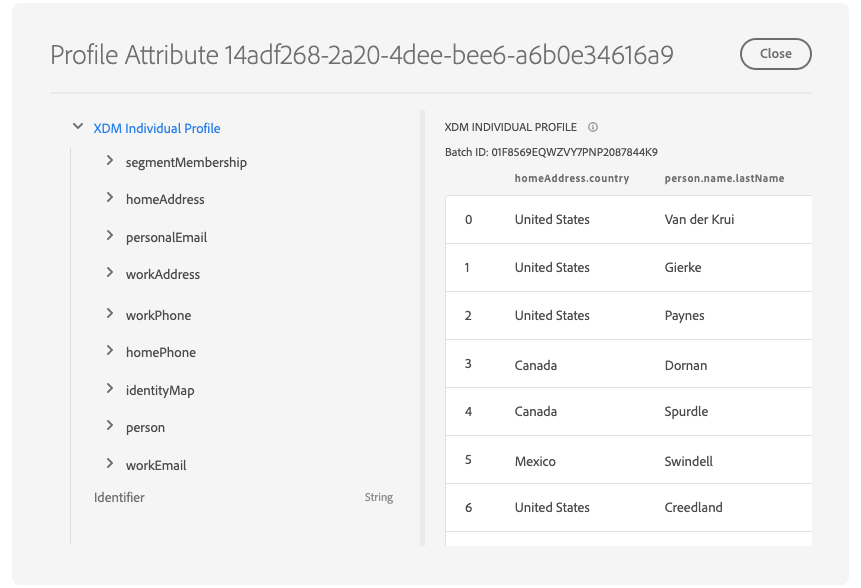 Profile Attribute 14adf268-2a20-4dee-bee6-a6b0e34616a9
Close
XDM Individual Profile
segmentMembership
homeAddress
personalEmail
workAddress
workPhone
homePhone
identityMap
person
workEmail
Identifier String
XDM INDIVIDUAL PROFILE
Batch ID: 01F8569EQWZVY7PNP2087844K9
homeAddress.country person.name.lastName
0 United States Van der Krui
1 United States Gierke
2 United States Paynes
3 Canada Dornan
4 Canada Spurdle
5 Mexico Swindell
6 United States Creedland